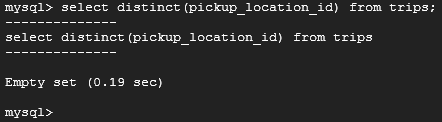 mysql> select distinct(pickup_location_id) from trips;
--------------
select distinct(pickup_location_id) from trips
--------------
Empty set (0.19 sec)
mysql>